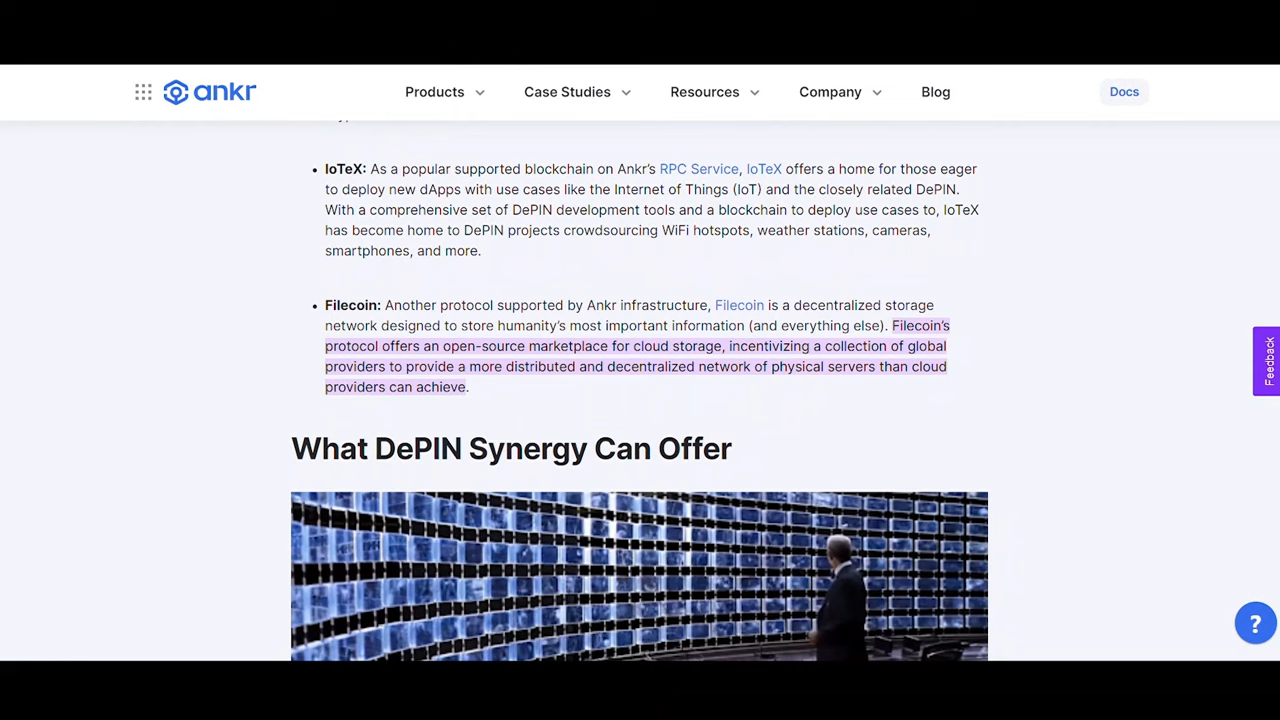 ankr
Products
Case Studies
Resources
Company
Blog
Docs
• IoTeX: As a popular supported blockchain on Ankr’s RPC Service, IoTeX offers a home for those eager
to deploy new dApps with use cases like the Internet of Things (IoT) and the closely related DePIN.
With a comprehensive set of DePIN development tools and a blockchain to deploy use cases to, IoTeX
has become home to DePIN projects crowdsourcing WiFi hotspots, weather stations, cameras,
smartphones, and more.
• Filecoin: Another protocol supported by Ankr infrastructure, Filecoin is a decentralized storage
network designed to store humanity’s most important information (and everything else). Filecoin’s
protocol offers an open-source marketplace for cloud storage, incentivizing a collection of global
providers to provide a more distributed and decentralized network of physical servers than cloud
providers can achieve.
Feedback
What DePIN Synergy Can Offer
?